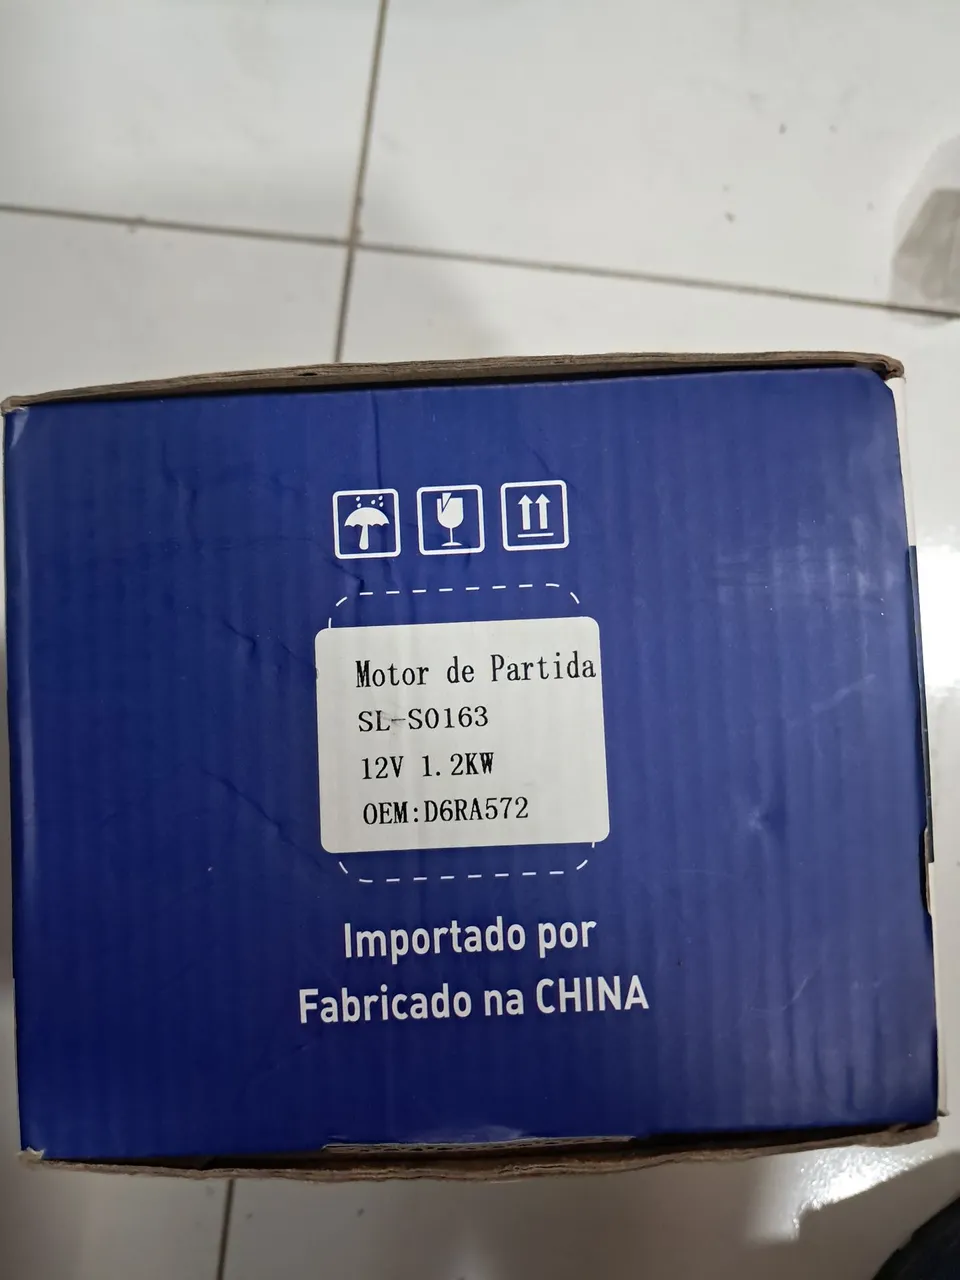 Motor de Partida
SL-S0163
12V 1.2KW
OEM:D6RA572
Importado por
Fabricado na CHINA